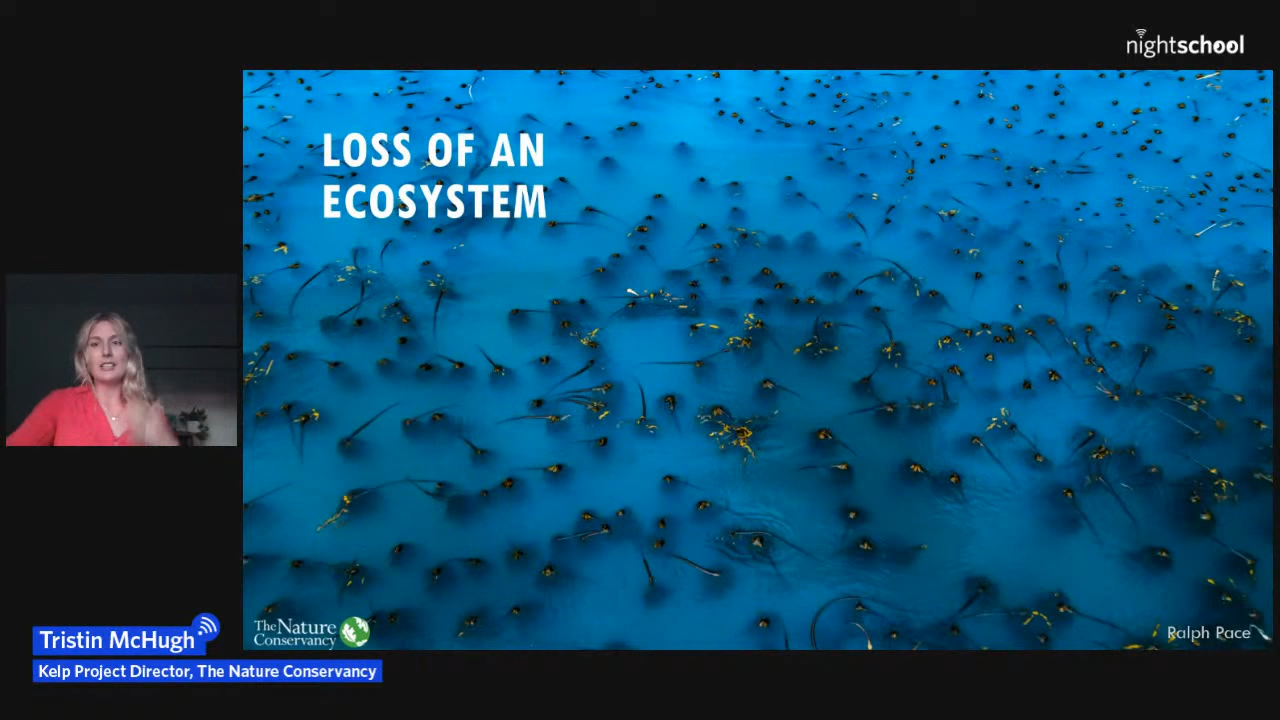 nightschool
LOSS OF AN
ECOSYSTEM
The Nature
Conservancy
Ralph Pace
Tristin McHugh
Kelp Project Director, The Nature Conservancy